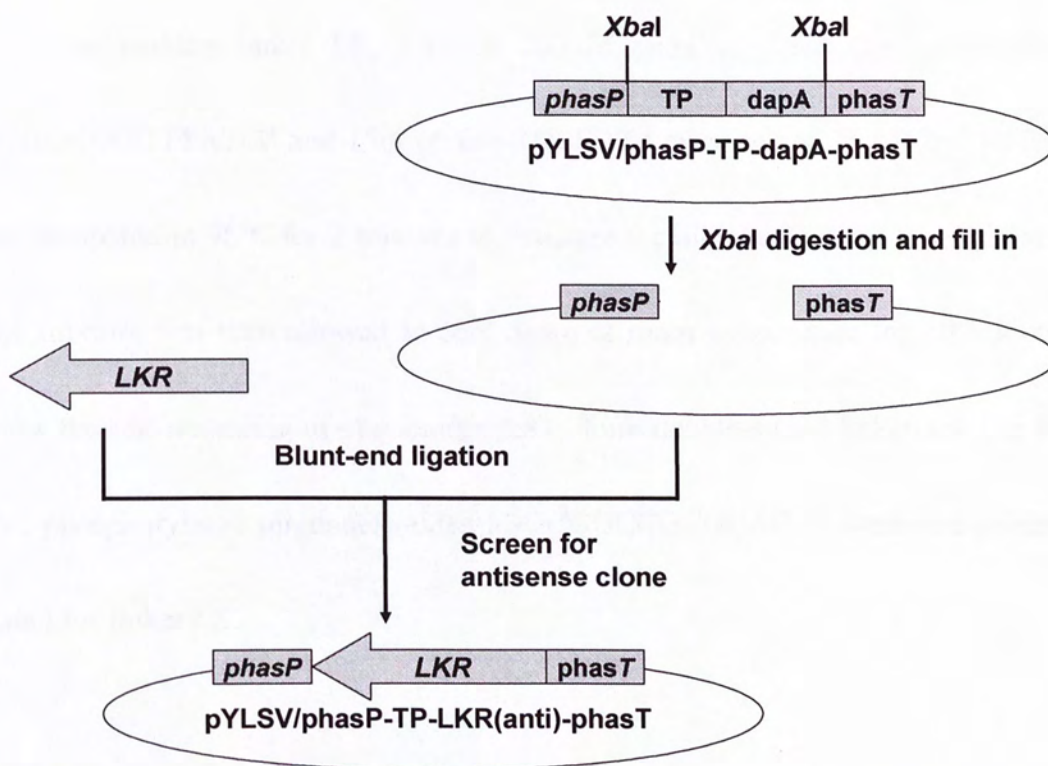 XbaI XbaI
phasP TP dapA phasT
pYLSV/phasP-TP-dapA-phasT
XbaI digestion and fill in
phasP phasT
LKR
Blunt-end ligation
Screen for
antisense clone
phasP LKR phasT
pYLSV/phasP-TP-LKR(anti)-phasT